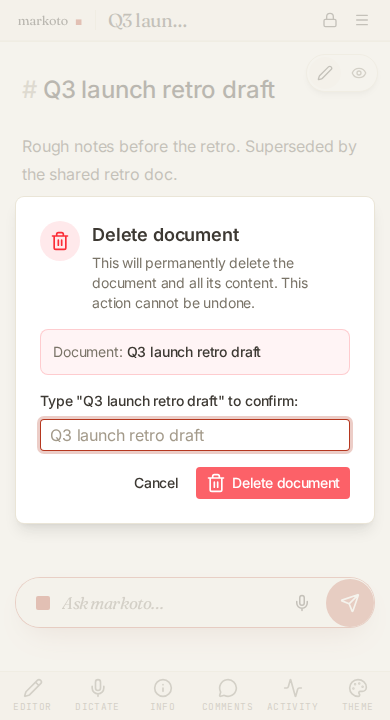 markoto
Q3 laun...
# Q3 launch retro draft
Rough notes before the retro. Superseded by
the shared retro doc.
Delete document
This will permanently delete the
document and all its content. This
action cannot be undone.
Document: Q3 launch retro draft
Type "Q3 launch retro draft" to confirm:
Q3 launch retro draft
Cancel
Delete document
Ask markoto...
EDITOR
DICTATE
INFO
COMMENTS
ACTIVITY
THEME